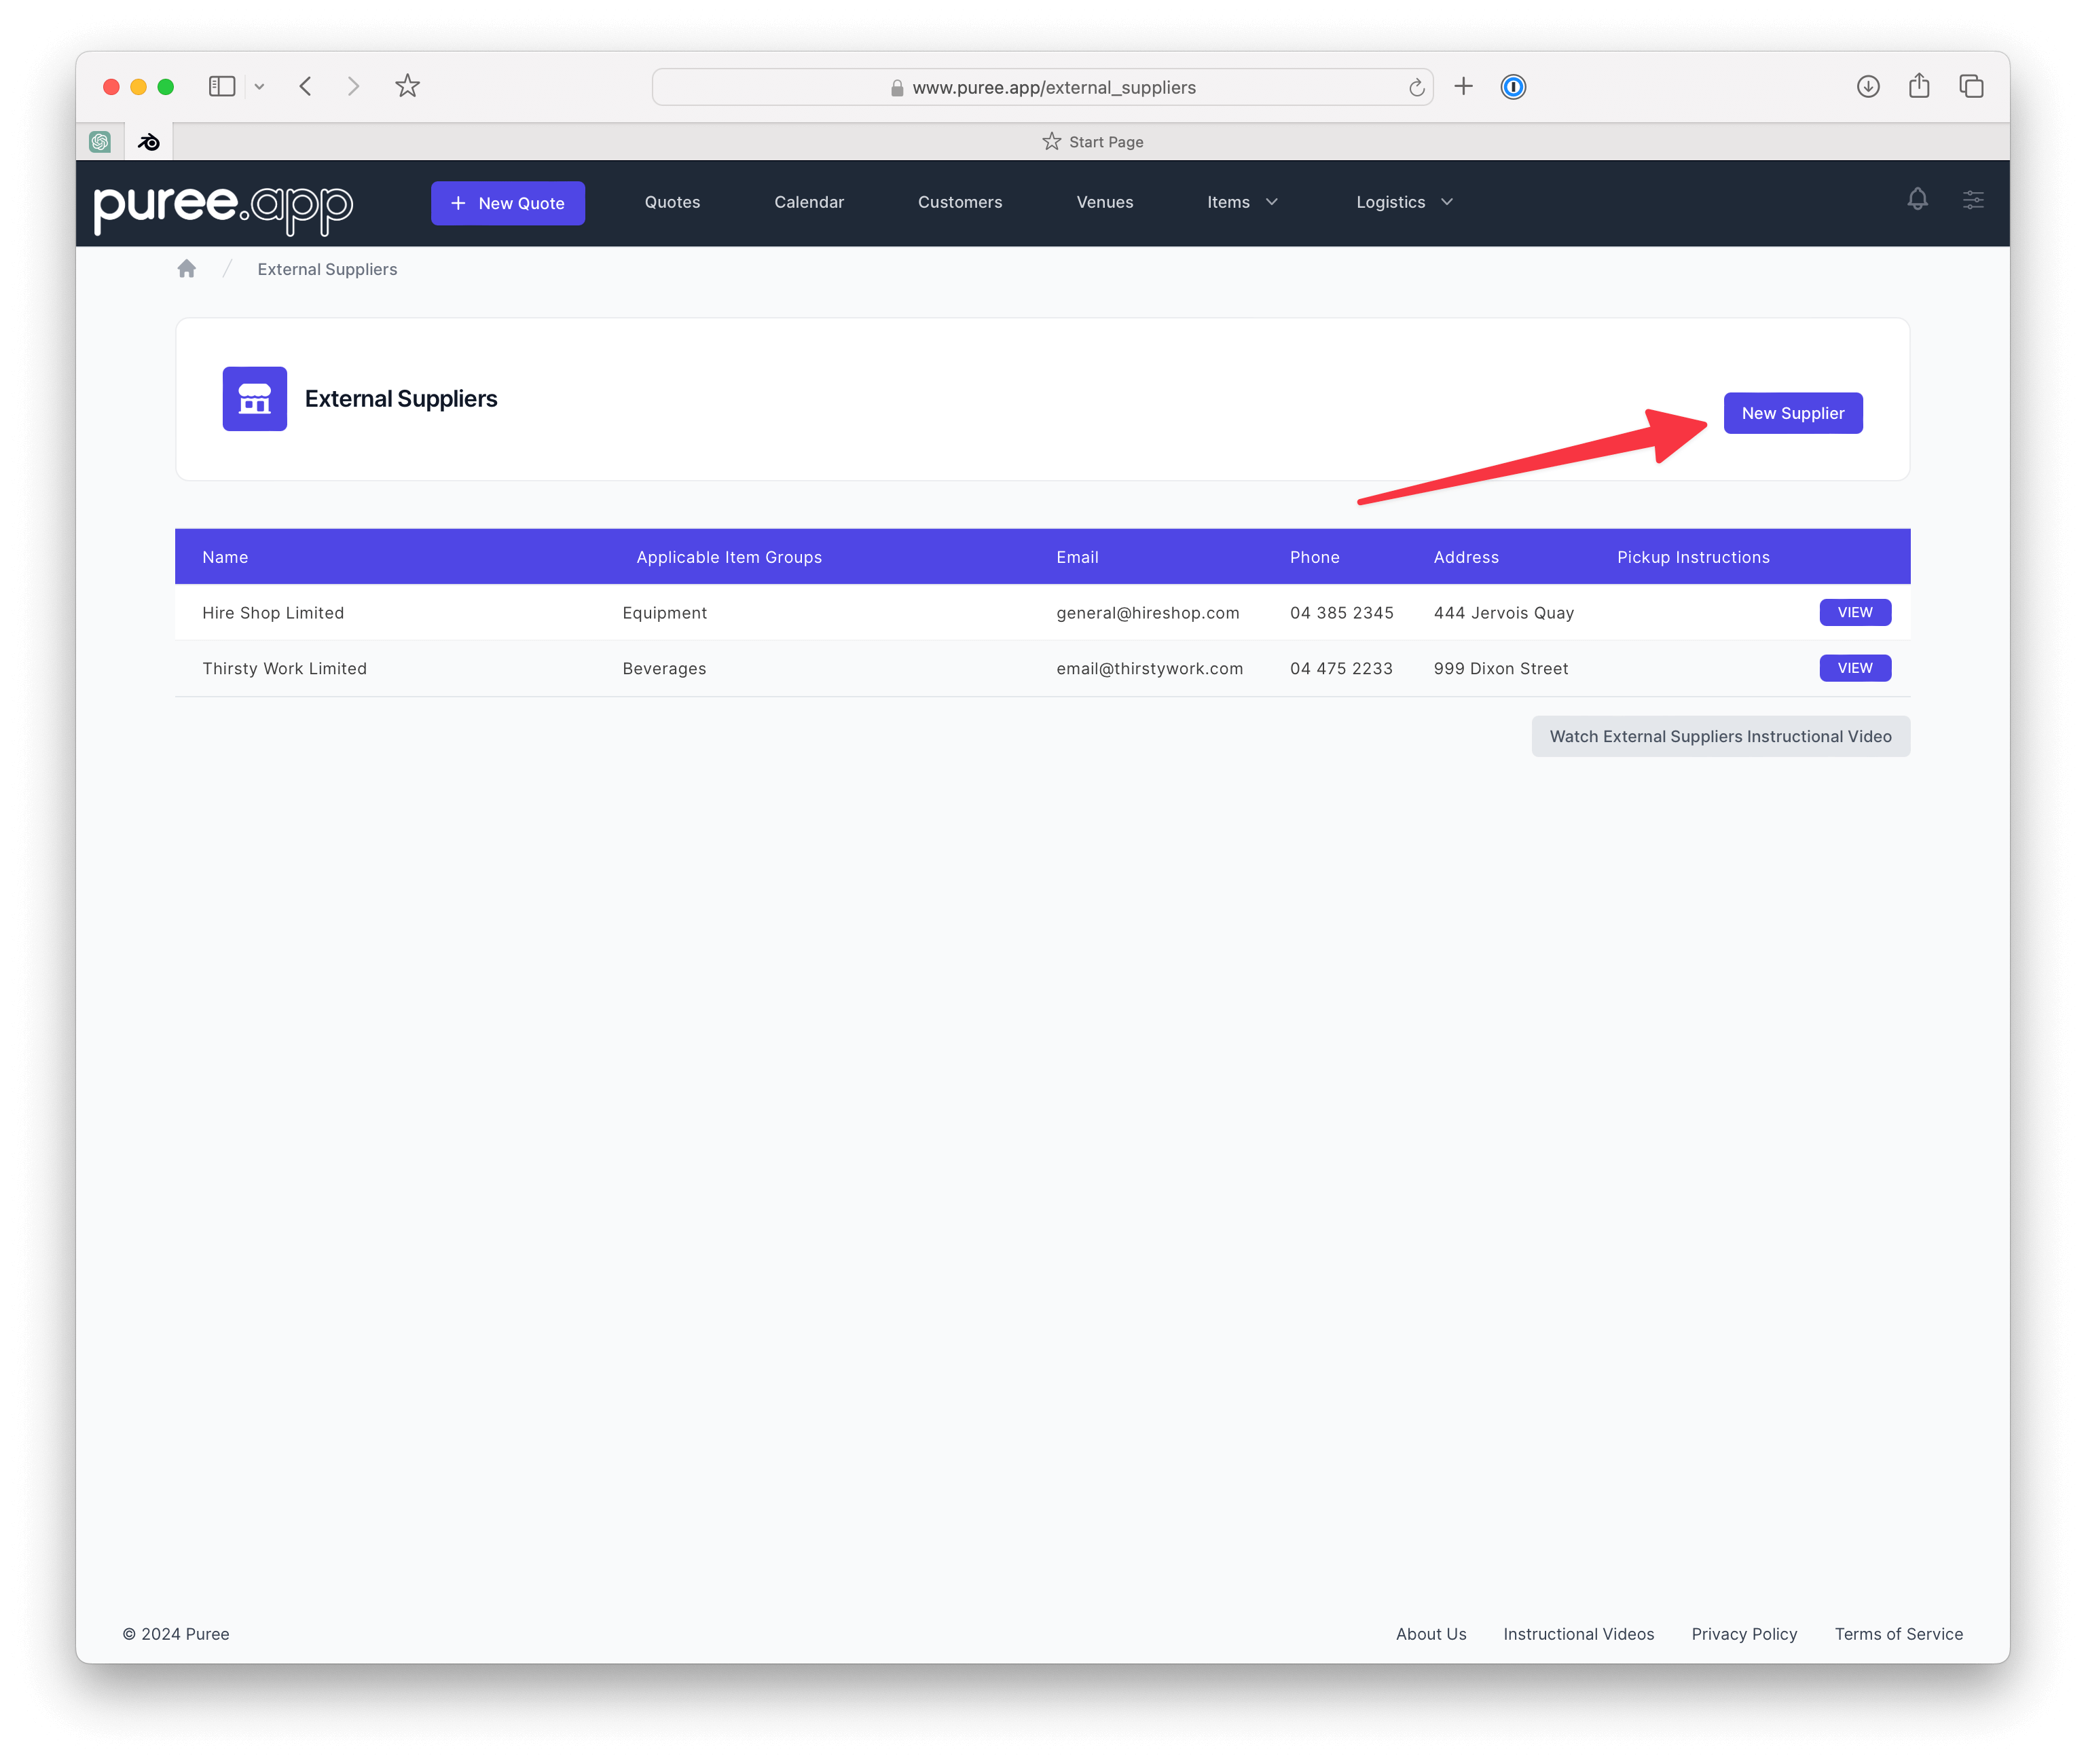 www.puree.app/external_suppliers
Start Page
puree.app
+ New Quote Quotes Calendar Customers Venues Items Logistics
External Suppliers
External Suppliers
New Supplier
Name Applicable Item Groups Email Phone Address Pickup Instructions
Hire Shop Limited Equipment general@hireshop.com 04 385 2345 444 Jervois Quay VIEW
Thirsty Work Limited Beverages email@thirstywork.com 04 475 2233 999 Dixon Street VIEW
Watch External Suppliers Instructional Video
© 2024 Puree About Us Instructional Videos Privacy Policy Terms of Service